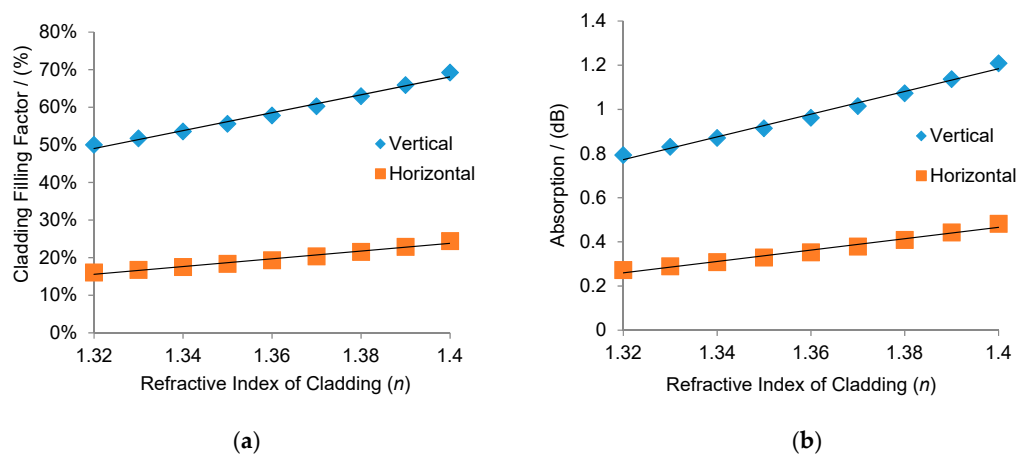 80%
70%
60%
50%
40%
30%
20%
10%
0%
Cladding Filling Factor / (%)
Vertical
Horizontal
1.32
1.34
1.36
1.38
1.4
Refractive Index of Cladding (n)
(a)
1.4
1.2
1
0.8
0.6
0.4
0.2
0
Absorption / (dB)
Vertical
Horizontal
1.32
1.34
1.36
1.38
1.4
Refractive Index of Cladding (n)
(b)